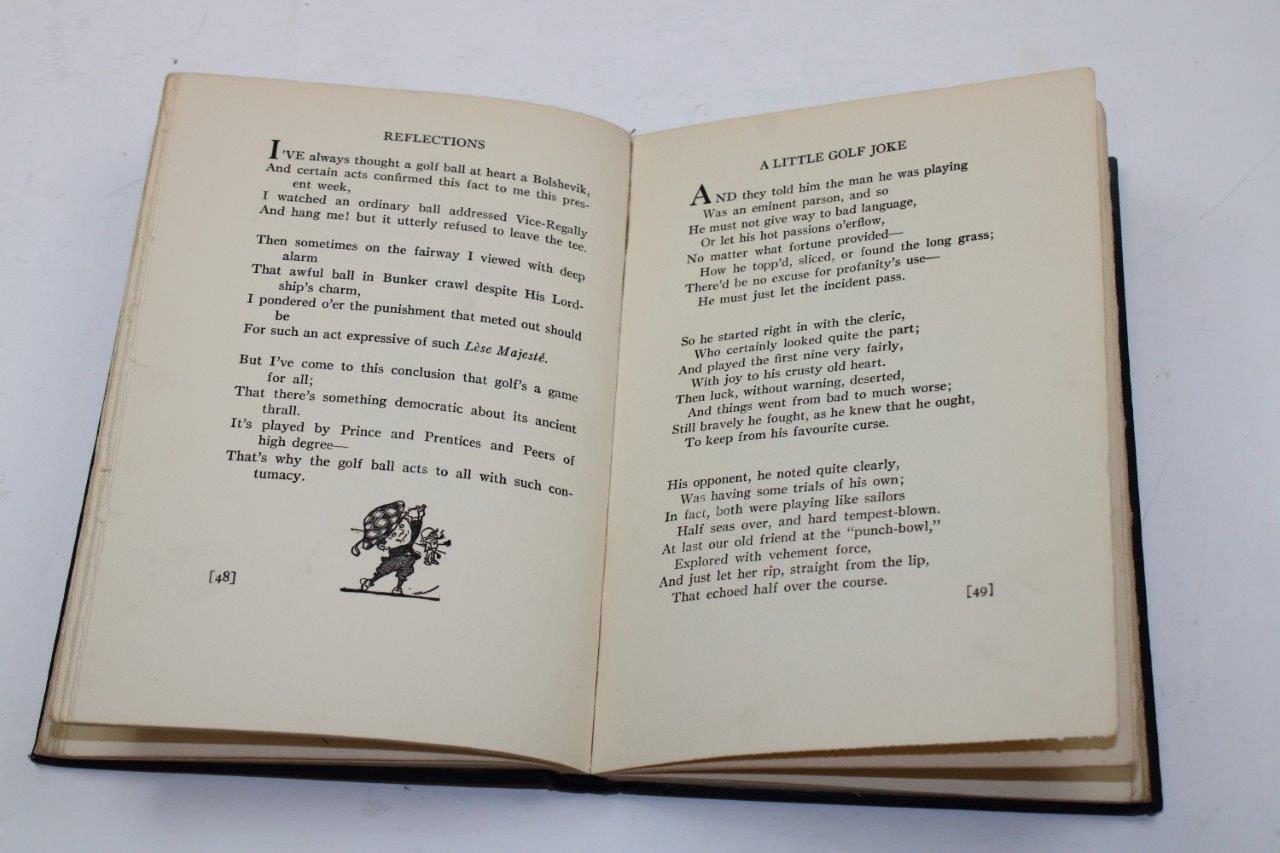 REFLECTIONS
I'VE always thought a golf ball at heart a Bolshevik,
And certain acts confirmed this fact to me this pres-
ent week,
I watched an ordinary ball addressed Vice-Regally
And hang me! but it utterly refused to leave the tee.
Then sometimes on the fairway I viewed with deep
alarm
That awful ball in Bunker crawl despite His Lord-
ship's charm,
I pondered o'er the punishment that meted out should
be
For such an act expressive of such Lèse Majesté.
But I've come to this conclusion that golf's a game
for all;
That there's something democratic about its ancient
thrall.
It's played by Prince and Prentices and Peers of
high degree—
That's why the golf ball acts to all with such con-
tumacy.
[48]
A LITTLE GOLF JOKE
AND they told him the man he was playing
Was an eminent parson, and so
He must not give way to bad language,
Or let his hot passions o'erflow,
No matter what fortune provided—
How he topp'd, sliced, or found the long grass;
There'd be no excuse for profanity's use—
He must just let the incident pass.
So he started right in with the cleric,
Who certainly looked quite the part;
And played the first nine very fairly,
With joy to his crusty old heart.
Then luck, without warning, deserted,
And things went from bad to much worse;
Still bravely he fought, as he knew that he ought,
To keep from his favourite curse.
His opponent, he noted quite clearly,
Was having some trials of his own;
In fact, both were playing like sailors
Half seas over, and hard tempest-blown.
At last our old friend at the "punch-bowl,"
Explored with vehement force,
And just let her rip, straight from the lip,
That echoed half over the course.
[49]